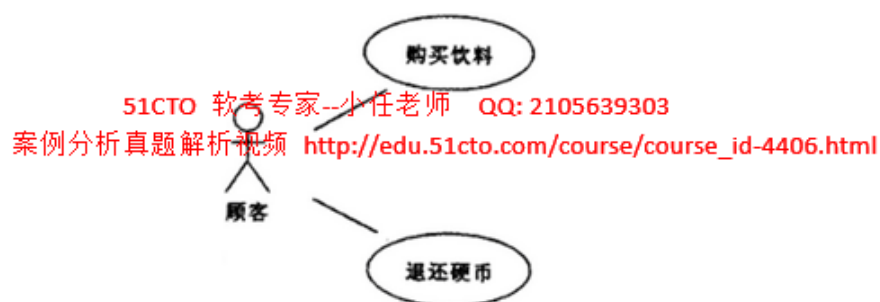 购买饮料
51CTO 软考专家--小任老师 QQ: 2105639303
案例分析真题解析视频 http://edu.51cto.com/course/course_id-4406.html
顾客
退还硬币